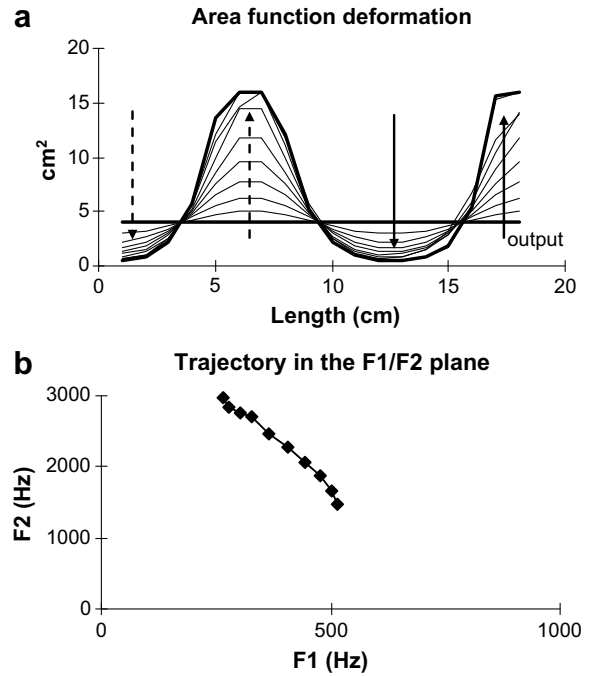 a
Area function deformation
20
15
10
5
0
cm²
0 5 10 15 20
output
Length (cm)
b
Trajectory in the F1/F2 plane
3000
2000
1000
0
F2 (Hz)
0 500 1000
F1 (Hz)